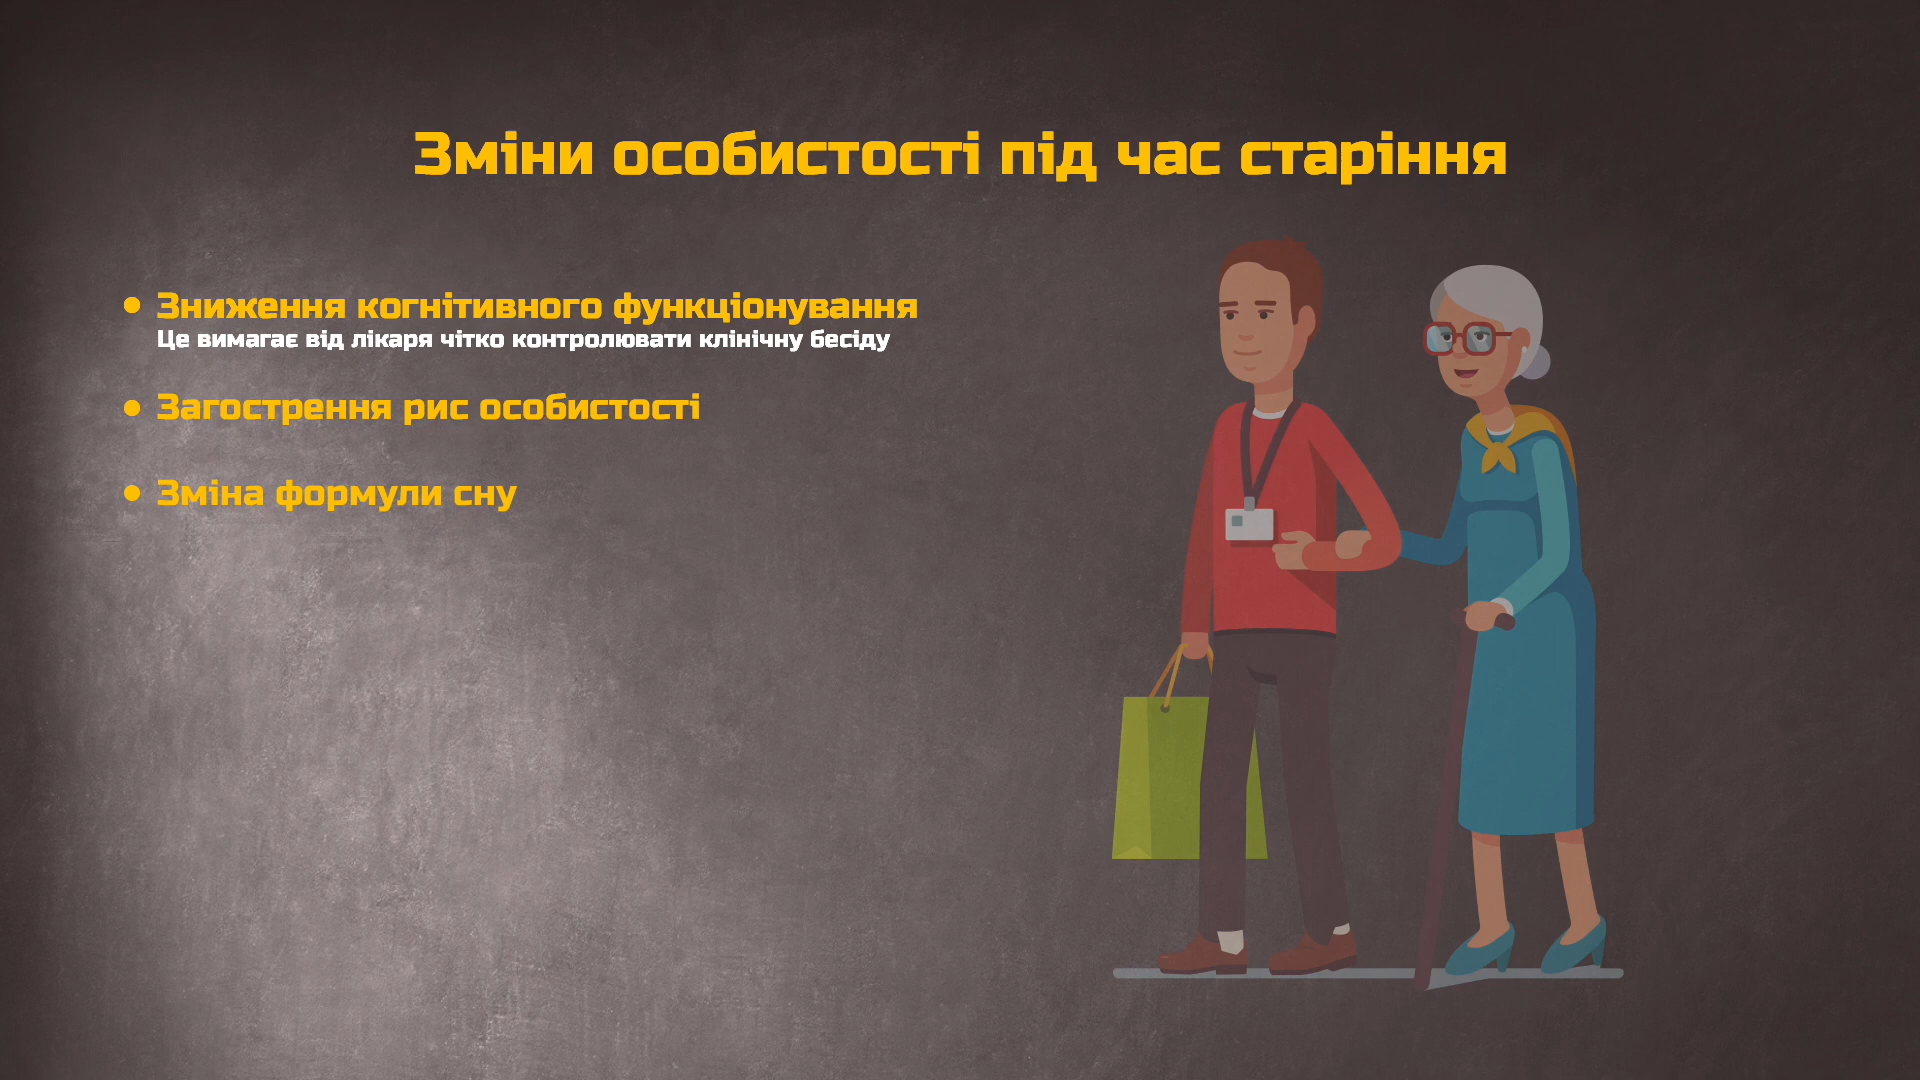 Зміни особистості під час старіння
Зниження когнітивного функціонування
Це вимагає від лікаря чітко контролювати клінічну бесіду
Загострення рис особистості
Зміна формули сну